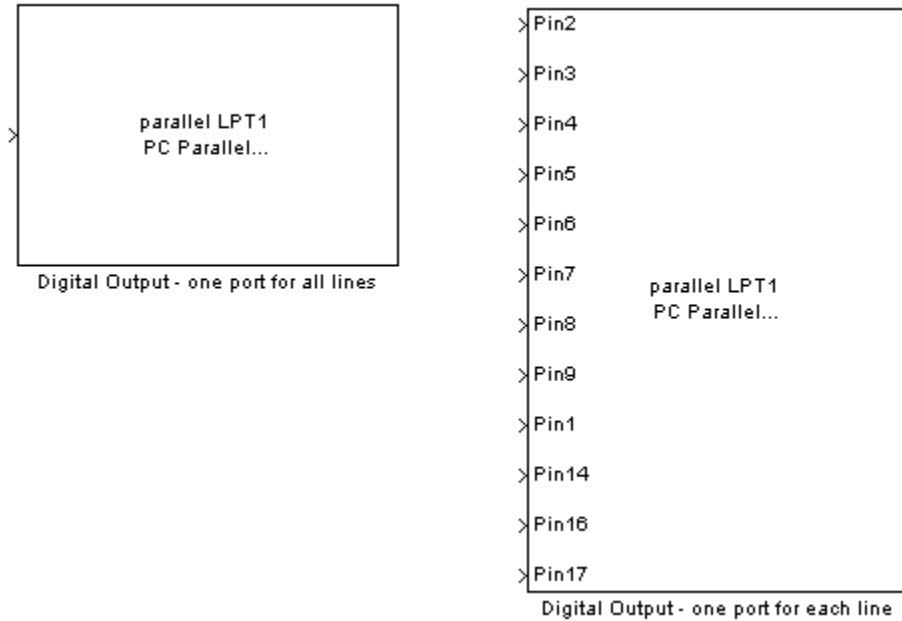 parallel LPT1
PC Parallel...
Digital Output - one port for all lines
Pin2
Pin3
Pin4
Pin5
Pin6
Pin7
Pin8
Pin9
Pin1
Pin14
Pin16
Pin17
parallel LPT1
PC Parallel...
Digital Output - one port for each line